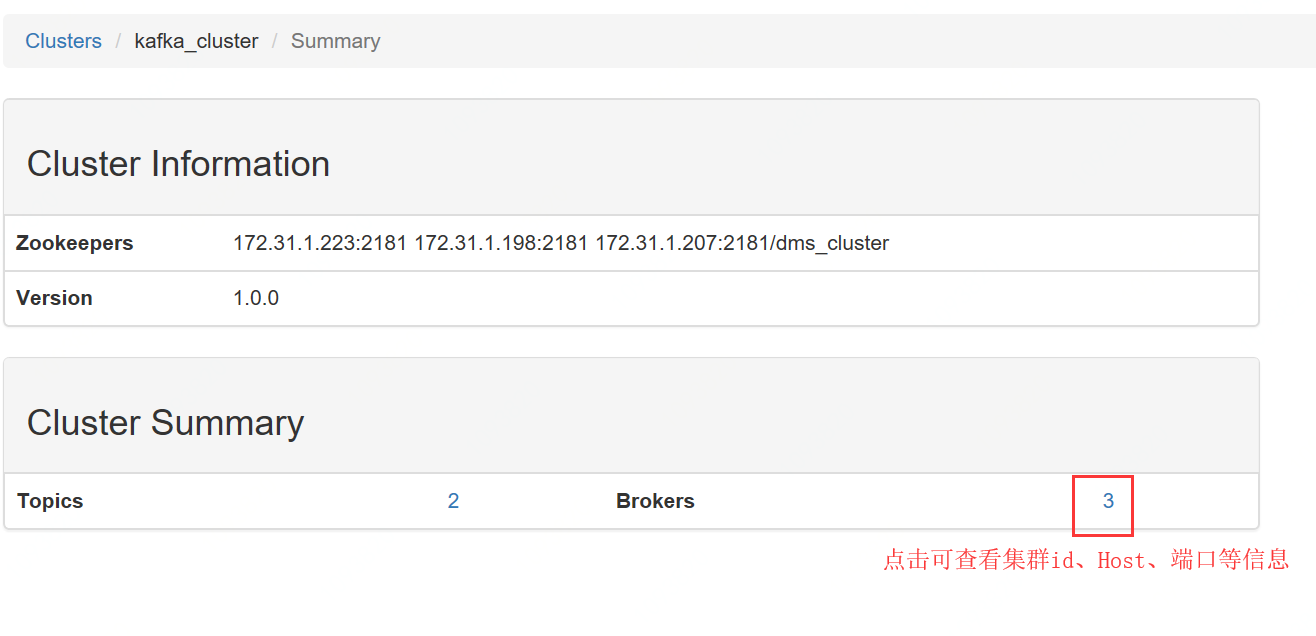 Clusters / kafka_cluster / Summary
Cluster Information
Zookeepers 172.31.1.223:2181 172.31.1.198:2181 172.31.1.207:2181/dms_cluster
Version 1.0.0
Cluster Summary
Topics 2 Brokers 3
点击可查看集群id、Host、端口等信息